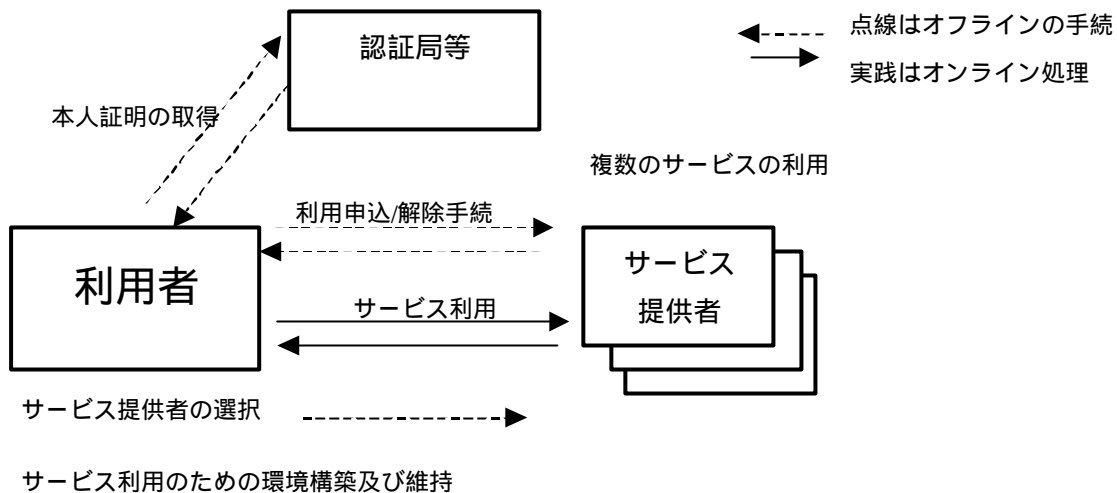 認証局等
点線はオフラインの手続
実践はオンライン処理
本人証明の取得
複数のサービスの利用
利用申込/解除手続
利用者
サービス
提供者
サービス利用
サービス提供者の選択
サービス利用のための環境構築及び維持